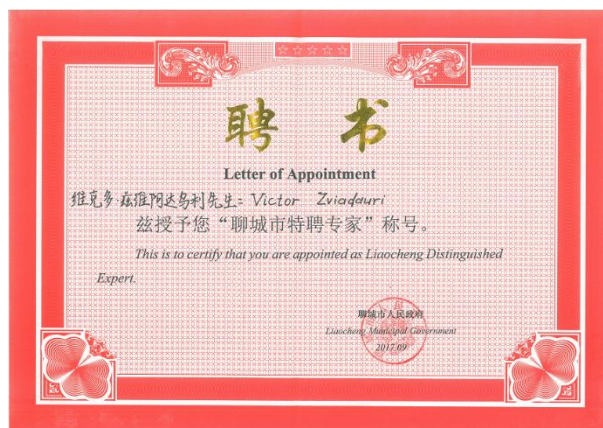 聘书
Letter of Appointment
维克多·兹维阿达乌利先生: Victor Zviadauri
兹授予您“聊城市特聘专家”称号。
This is to certify that you are appointed as Liaocheng Distinguished
Expert.
聊城市人民政府
Liaocheng Municipal Government
2017.09